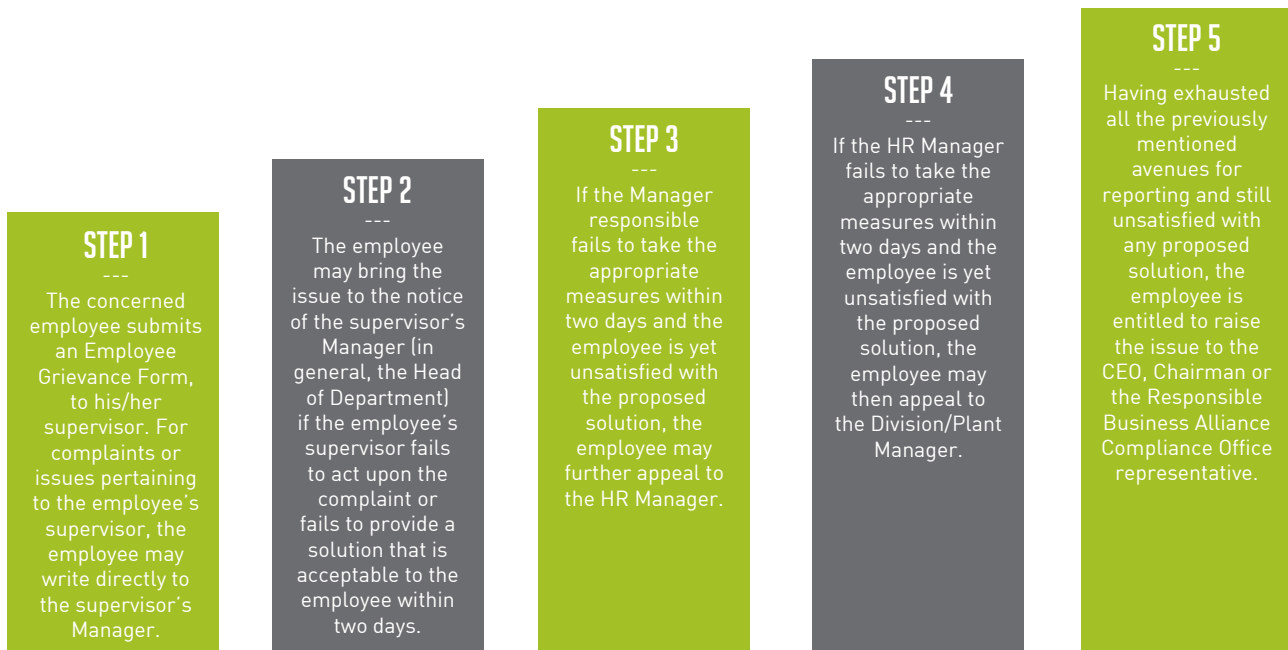 STEP 1
---
The concerned
employee submits
an Employee
Grievance Form,
to his/her
supervisor. For
complaints or
issues pertaining
to the employee's
supervisor, the
employee may
write directly to
the supervisor's
Manager.
STEP 2
---
The employee
may bring the
issue to the notice
of the supervisor's
Manager (in
general, the Head
of Department)
if the employee's
supervisor fails
to act upon the
complaint or
fails to provide a
solution that is
acceptable to the
employee within
two days.
STEP 3
---
If the Manager
responsible
fails to take the
appropriate
measures within
two days and the
employee is yet
unsatisfied with
the proposed
solution, the
employee may
further appeal to
the HR Manager.
STEP 4
---
If the HR Manager
fails to take the
appropriate
measures within
two days and the
employee is yet
unsatisfied with
the proposed
solution, the
employee may
then appeal to
the Division/Plant
Manager.
STEP 5
---
Having exhausted
all the previously
mentioned
avenues for
reporting and still
unsatisfied with
any proposed
solution, the
employee is
entitled to raise
the issue to the
CEO, Chairman or
the Responsible
Business Alliance
Compliance Office
representative.